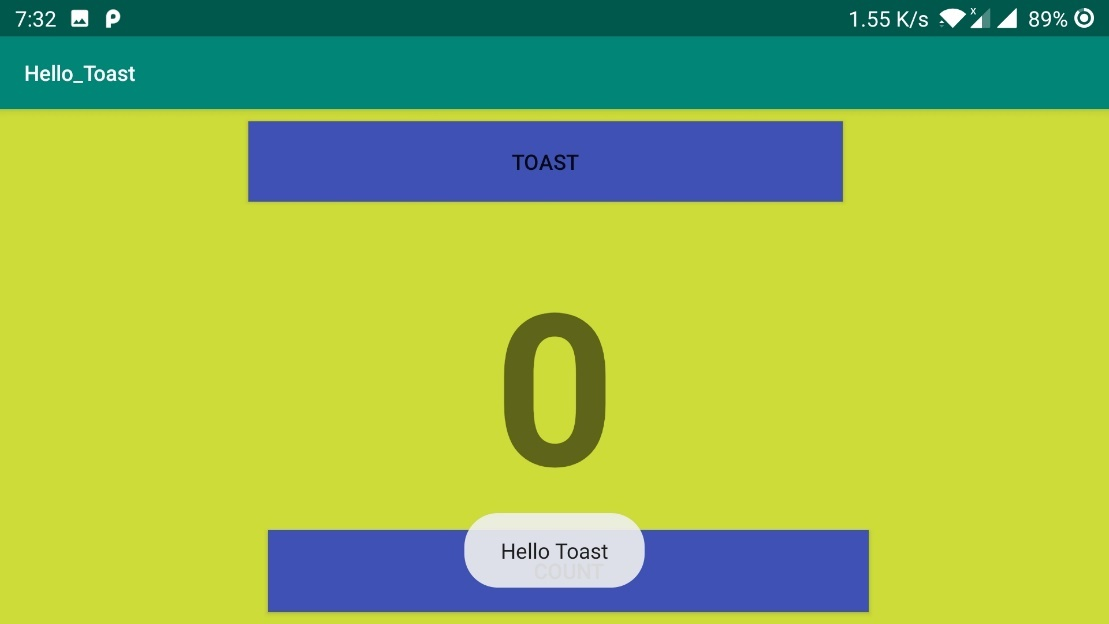 7:32 1.55 K/s x 89%
Hello_Toast
TOAST
0
Hello Toast
COUNT